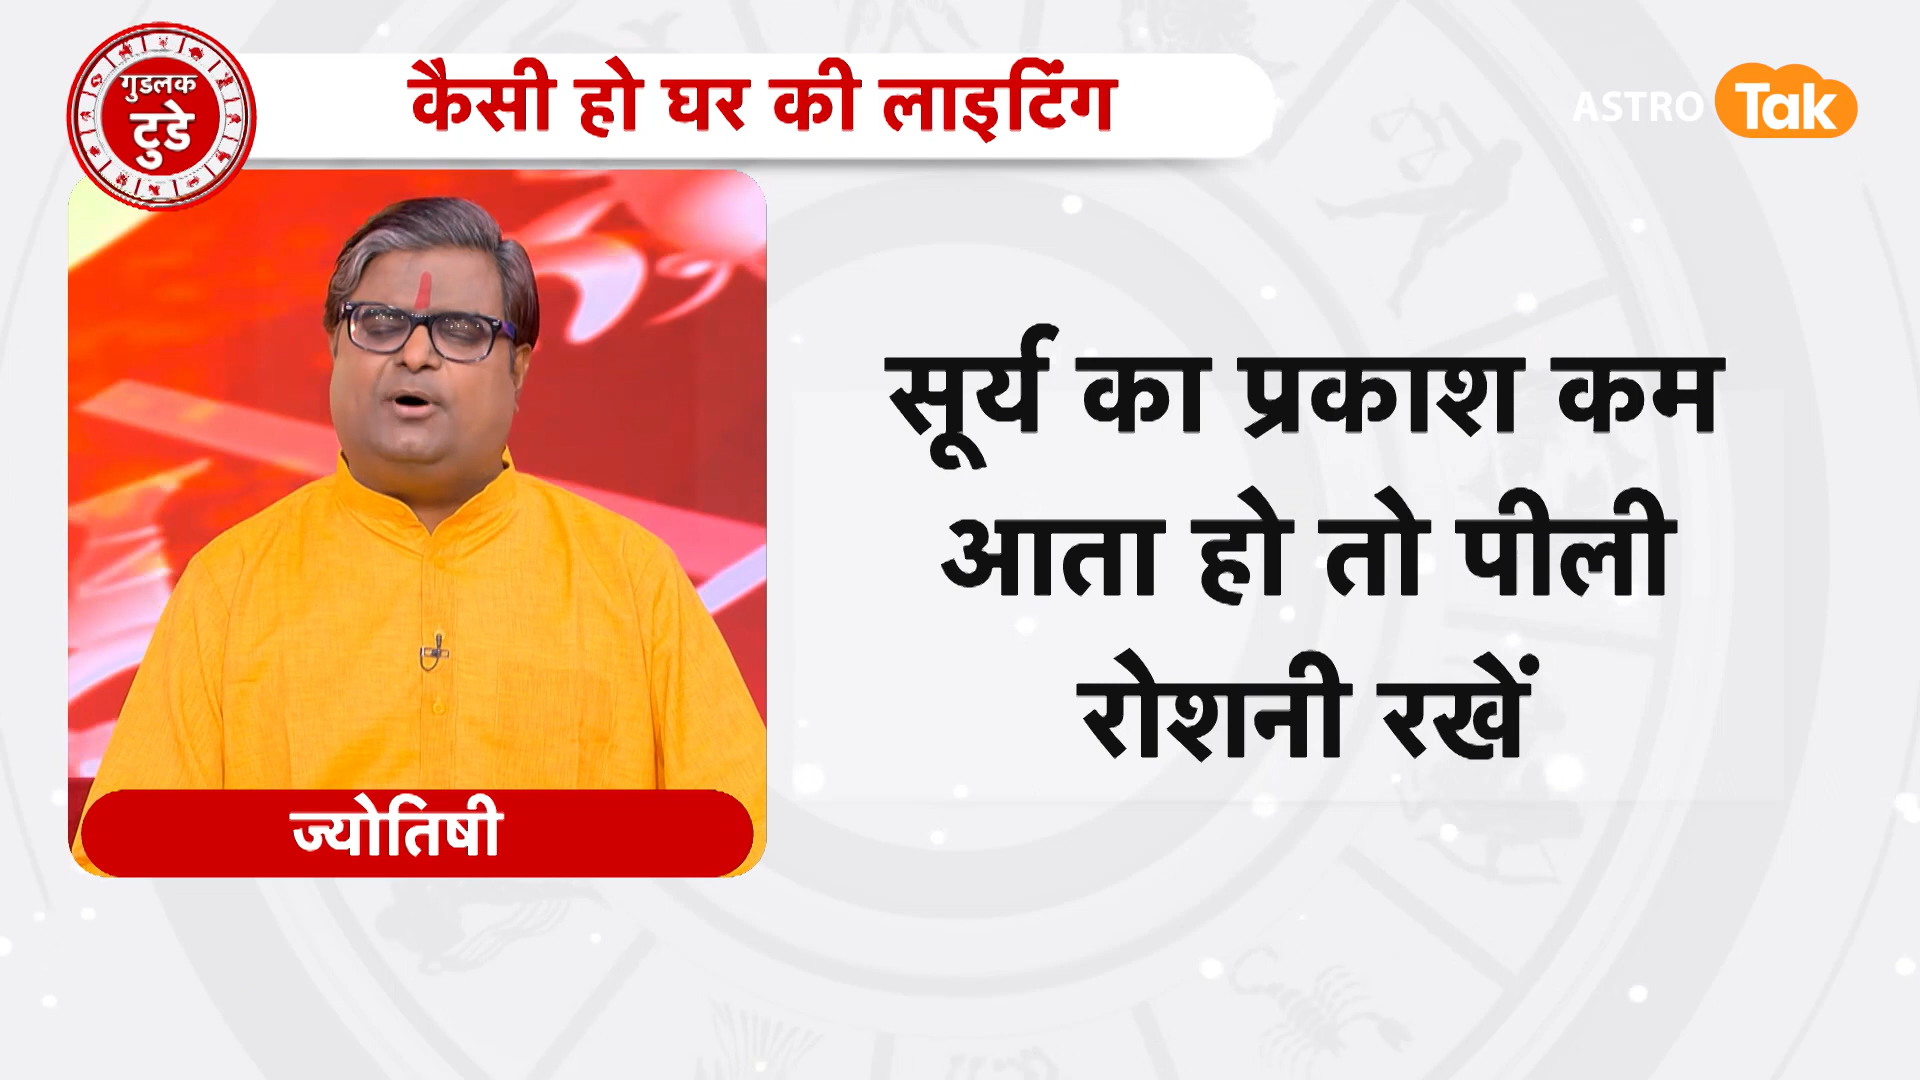 गुडलक
टुडे
कैसी हो घर की लाइटिंग
ASTRO Tak
सूर्य का प्रकाश कम
आता हो तो पीली
रोशनी रखें
ज्योतिषी